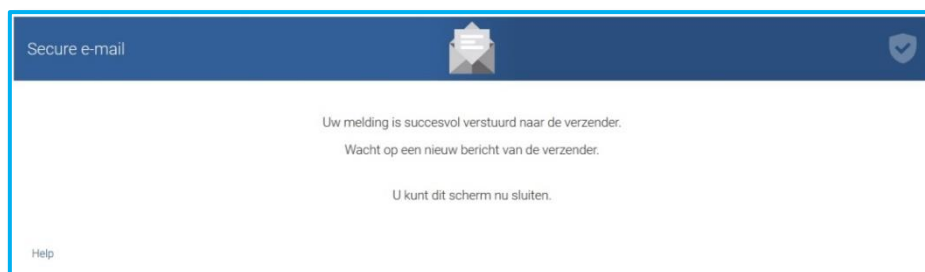 Secure e-mail
Uw melding is succesvol verstuurd naar de verzender.
Wacht op een nieuw bericht van de verzender.
U kunt dit scherm nu sluiten.
Help